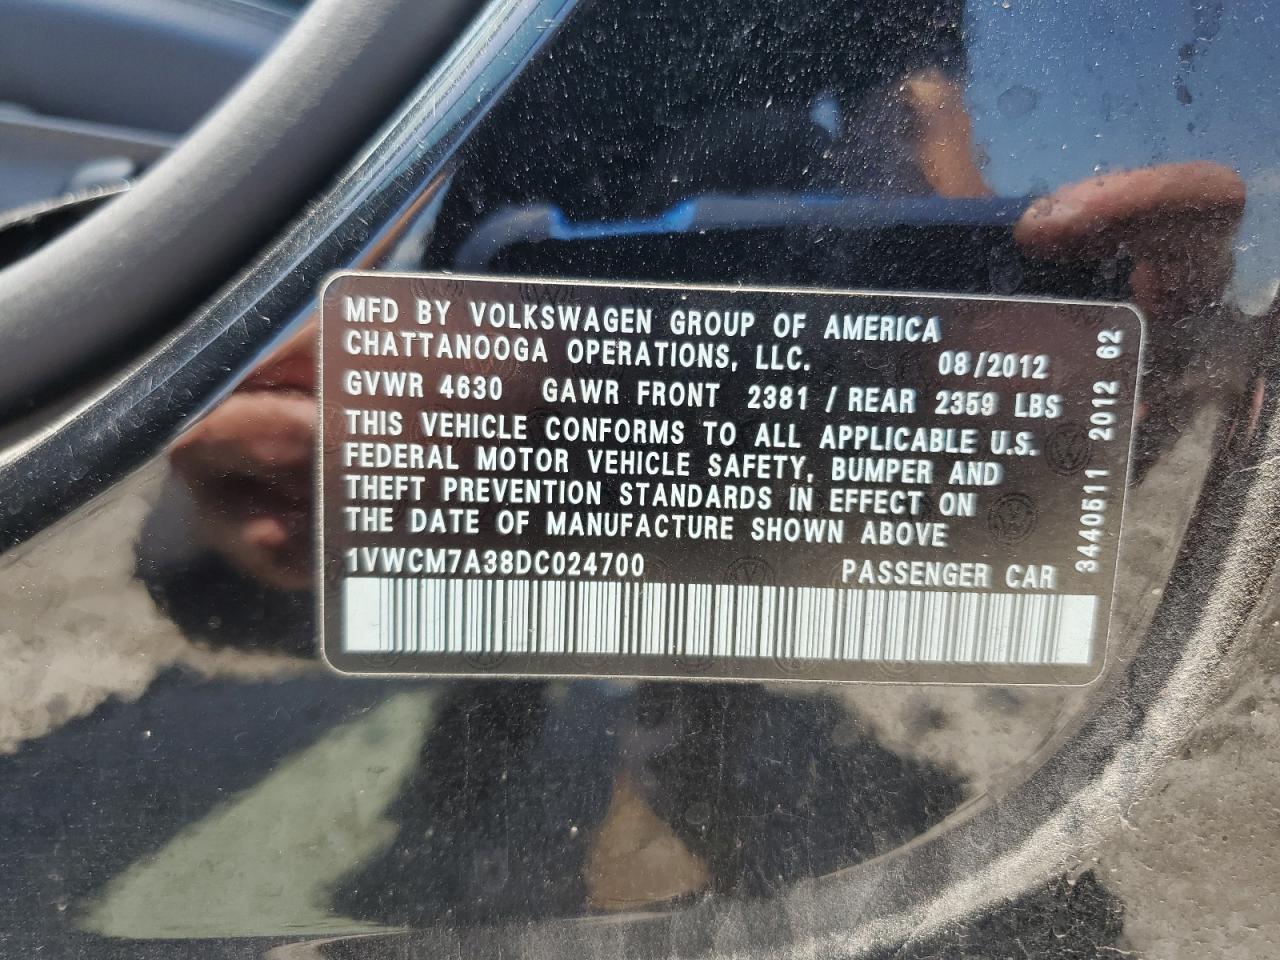 MFD BY VOLKSWAGEN GROUP OF AMERICA
CHATTANOOGA OPERATIONS, LLC. 08/2012
GVWR 4630 GAWR FRONT 2381 / REAR 2359 LBS
THIS VEHICLE CONFORMS TO ALL APPLICABLE U.S.
FEDERAL MOTOR VEHICLE SAFETY, BUMPER AND
THEFT PREVENTION STANDARDS IN EFFECT ON
THE DATE OF MANUFACTURE SHOWN ABOVE
1VWCM7A38DC024700 PASSENGER CAR
3440511 2012 62